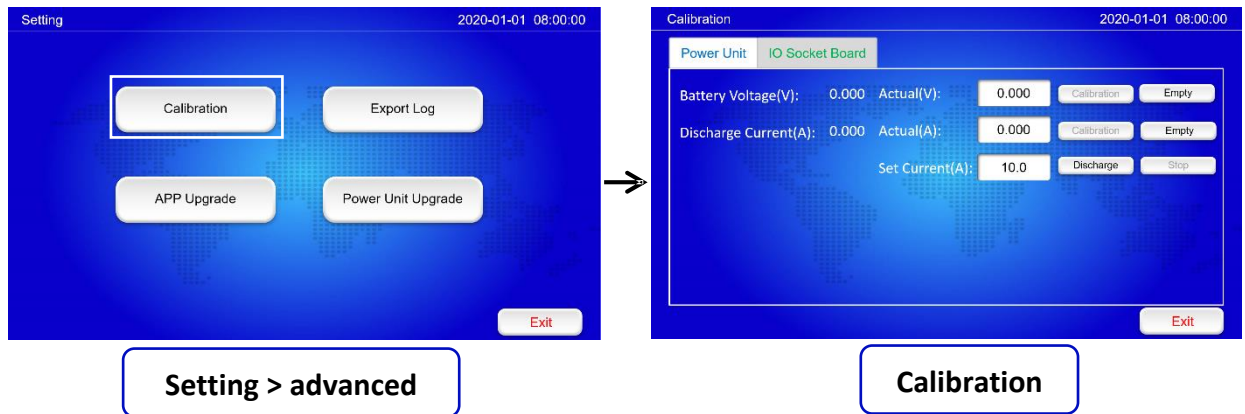 Setting 2020-01-01 08:00:00
Calibration Export Log
APP Upgrade Power Unit Upgrade
Exit
Setting > advanced
Calibration 2020-01-01 08:00:00
Power Unit IO Socket Board
Battery Voltage(V): 0.000 Actual(V): 0.000 Calibration Empty
Discharge Current(A): 0.000 Actual(A): 0.000 Calibration Empty
Set Current(A): 10.0 Discharge Stop
Exit
Calibration